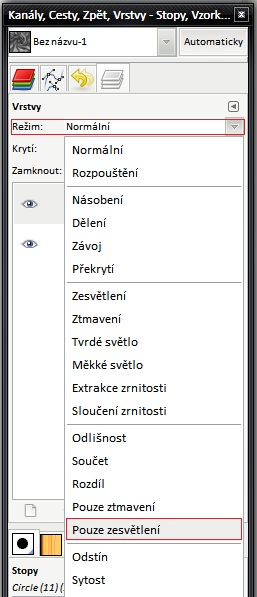 Kanály, Cesty, Zpět, Vrstvy - Stopy, Vzork...
Bez názvu-1
Automaticky
Vrstvy
Režim: Normální
Krytí:
Zamknout:
Normální
Rozpouštění
Násobení
Dělení
Závoj
Překrytí
Zesvětlení
Ztmavení
Tvrdé světlo
Měkké světlo
Extrakce zrnitosti
Sloučení zrnitosti
Odlišnost
Součet
Rozdíl
Pouze ztmavení
Pouze zesvětlení
Odstín
Sytost
Stopy
Circle (11) (